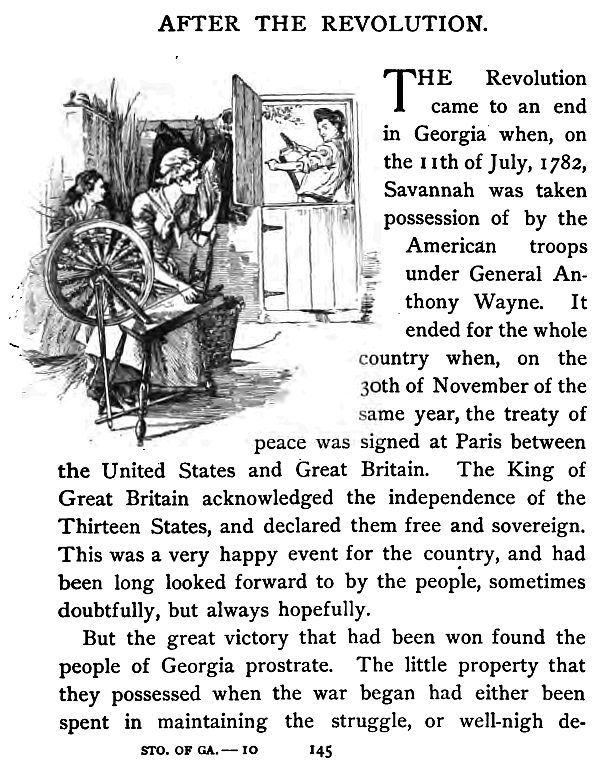 AFTER THE REVOLUTION.
THE Revolution
came to an end
in Georgia when, on
the 11th of July, 1782,
Savannah was taken
possession of by the
American troops
under General An-
thony Wayne. It
ended for the whole
country when, on the
30th of November of the
same year, the treaty of
peace was signed at Paris between
the United States and Great Britain. The King of
Great Britain acknowledged the independence of the
Thirteen States, and declared them free and sovereign.
This was a very happy event for the country, and had
been long looked forward to by the people, sometimes
doubtfully, but always hopefully.
But the great victory that had been won found the
people of Georgia prostrate. The little property that
they possessed when the war began had either been
spent in maintaining the struggle, or well-nigh de-
STO. OF GA.—10 145